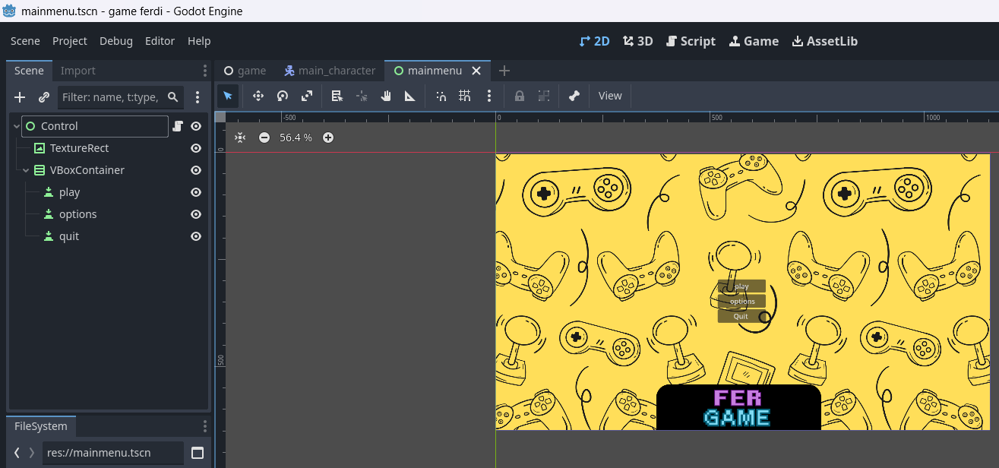 mainmenu.tscn - game ferdi - Godot Engine
Scene Project Debug Editor Help 2D 3D Script Game AssetLib
Scene Import game main_character mainmenu
Filter: name, t:type, View
-500 0 500 1000
Control
56.4 %
TextureRect
0
VBoxContainer
play
options
quit
play
options
Quit
500
FER
GAME
FileSystem
res://mainmenu.tscn